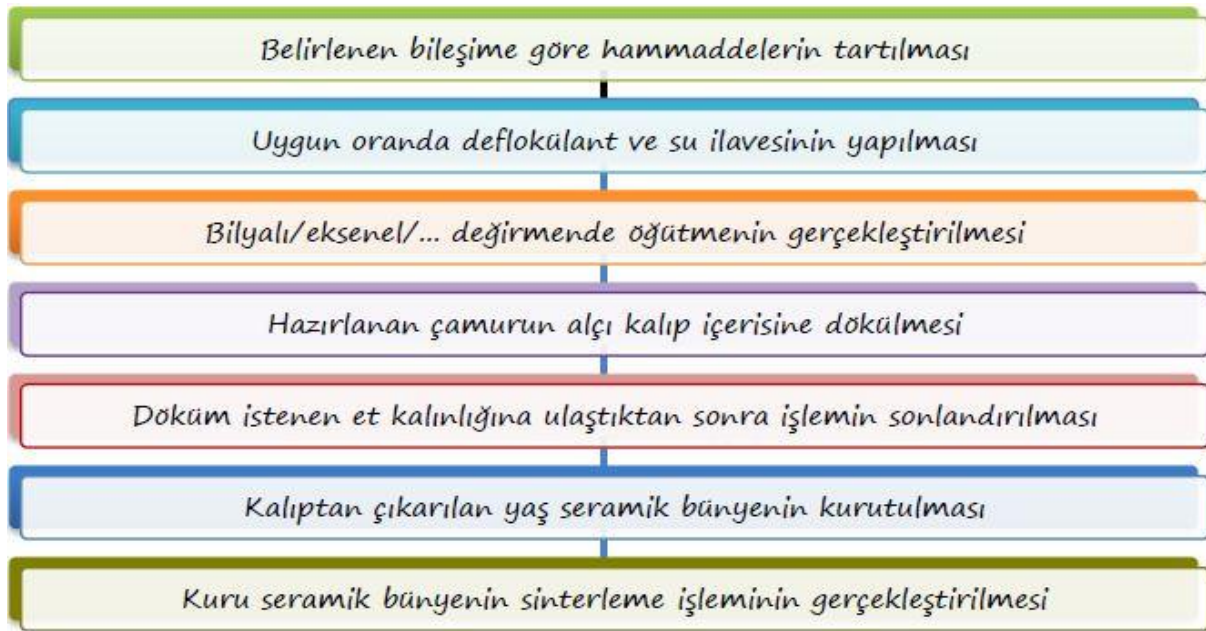 Belirlenen bileşime göre hammaddelerin tartılması
Uygun oranda deflokülant ve su ilavesinin yapılması
Bilyalı/eksenel/... değirmende öğütmenin gerçekleştirilmesi
Hazırlanan çamurun alçı kalıp içerisine dökülmesi
Döküm istenen et kalınlığına ulaştıktan sonra işlemin sonlandırılması
Kalıptan çıkarılan yaş seramik bünyenin kurutulması
Kuru seramik bünyenin sinterleme işleminin gerçekleştirilmesi